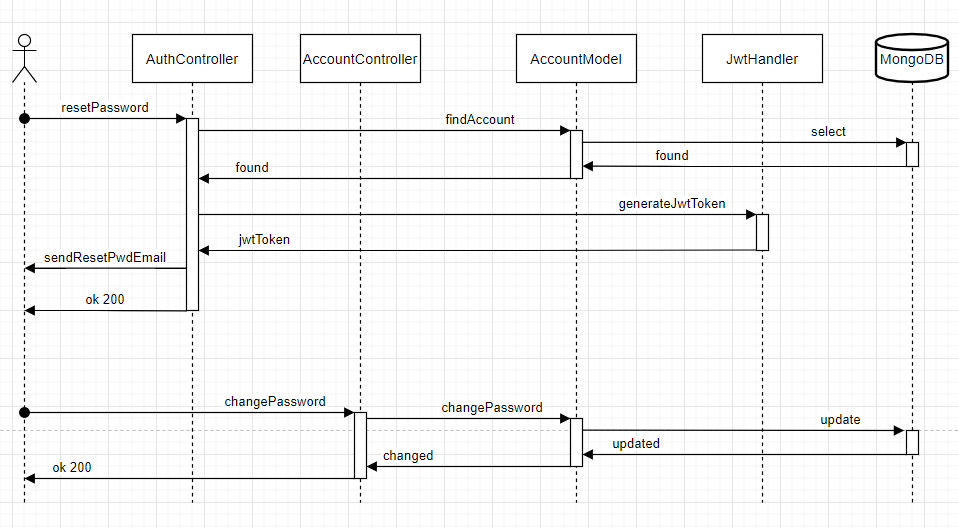 AuthController
AccountController
AccountModel
JwtHandler
MongoDB
resetPassword
findAccount
select
found
found
generateJwtToken
jwtToken
sendResetPwdEmail
ok 200
changePassword
changePassword
update
updated
changed
ok 200